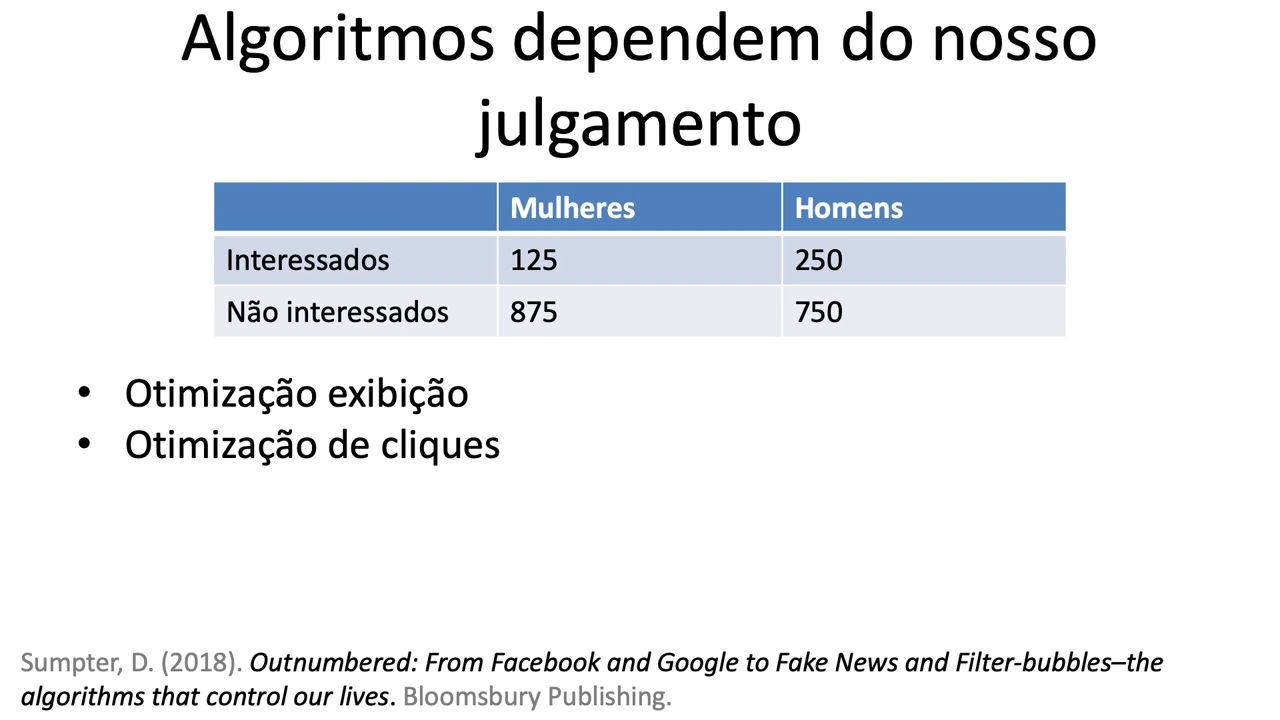 Algoritmos dependem do nosso
julgamento
Mulheres Homens
Interessados 125 250
Não interessados 875 750
• Otimização exibição
• Otimização de cliques
Sumpter, D. (2018). Outnumbered: From Facebook and Google to Fake News and Filter-bubbles–the
algorithms that control our lives. Bloomsbury Publishing.